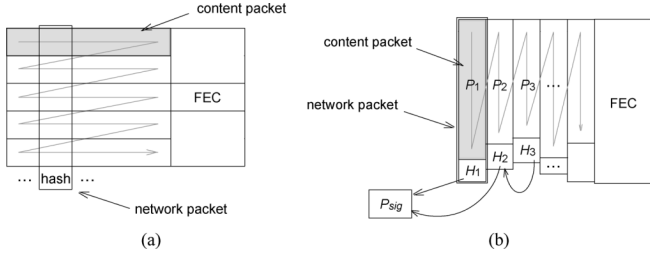 content packet
FEC
... hash ...
network packet
(a)
content packet
network packet
P1 P2 P3 ...
FEC
H1 H2 H3 ...
Psig
(b)